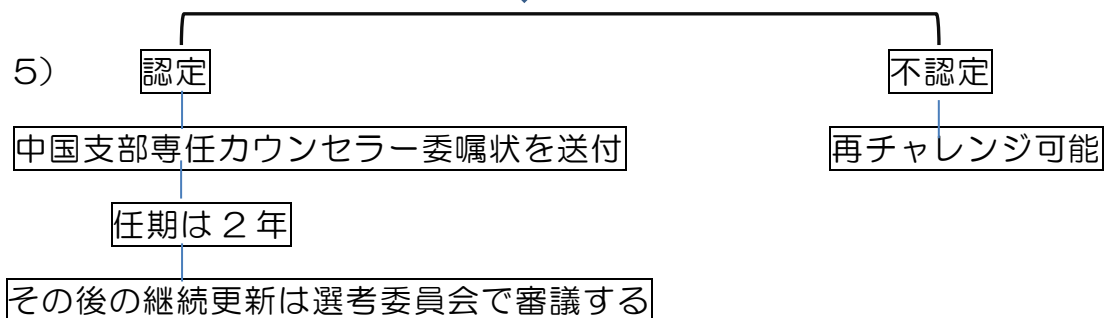 5) 認定 不認定
中国支部専任カウンセラー委嘱状を送付 再チャレンジ可能
任期は2年
その後の継続更新は選考委員会で審議する